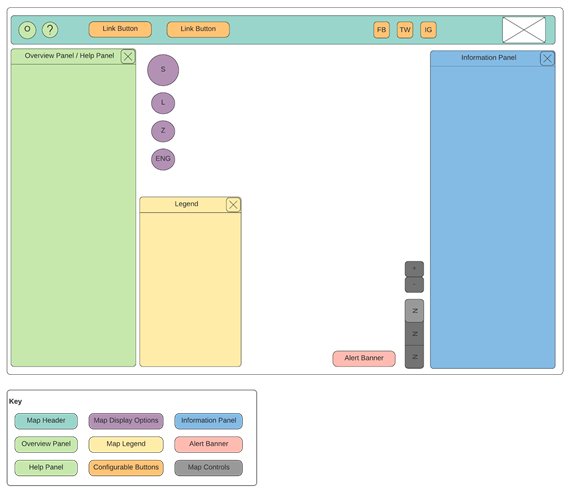 O
?
Link Button
Link Button
FB
TW
IG
Overview Panel / Help Panel
S
L
Z
ENG
Legend
Information Panel
+
-
N
N
N
Alert Banner
Key
Map Header
Map Display Options
Information Panel
Overview Panel
Map Legend
Alert Banner
Help Panel
Configurable Buttons
Map Controls